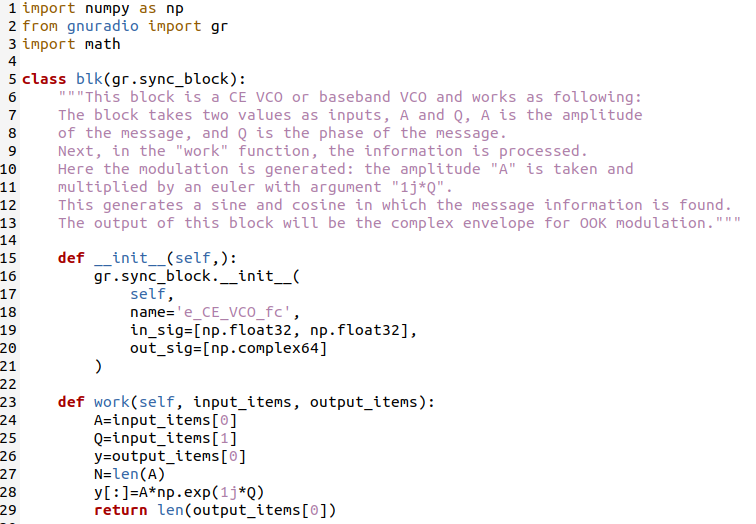 1 import numpy as np
2 from gnuradio import gr
3 import math
4
5 class blk(gr.sync_block):
6     """This block is a CE VCO or baseband VCO and works as following:
7     The block takes two values as inputs, A and Q, A is the amplitude
8     of the message, and Q is the phase of the message.
9     Next, in the "work" function, the information is processed.
10     Here the modulation is generated: the amplitude "A" is taken and
11     multiplied by an euler with argument "1j*Q".
12     This generates a sine and cosine in which the message information is found.
13     The output of this block will be the complex envelope for OOK modulation."""
14
15     def __init__(self,):
16         gr.sync_block.__init__(
17             self,
18             name='e_CE_VCO_fc',
19             in_sig=[np.float32, np.float32],
20             out_sig=[np.complex64]
21         )
22
23     def work(self, input_items, output_items):
24         A=input_items[0]
25         Q=input_items[1]
26         y=output_items[0]
27         N=len(A)
28         y[:]=A*np.exp(1j*Q)
29         return len(output_items[0])